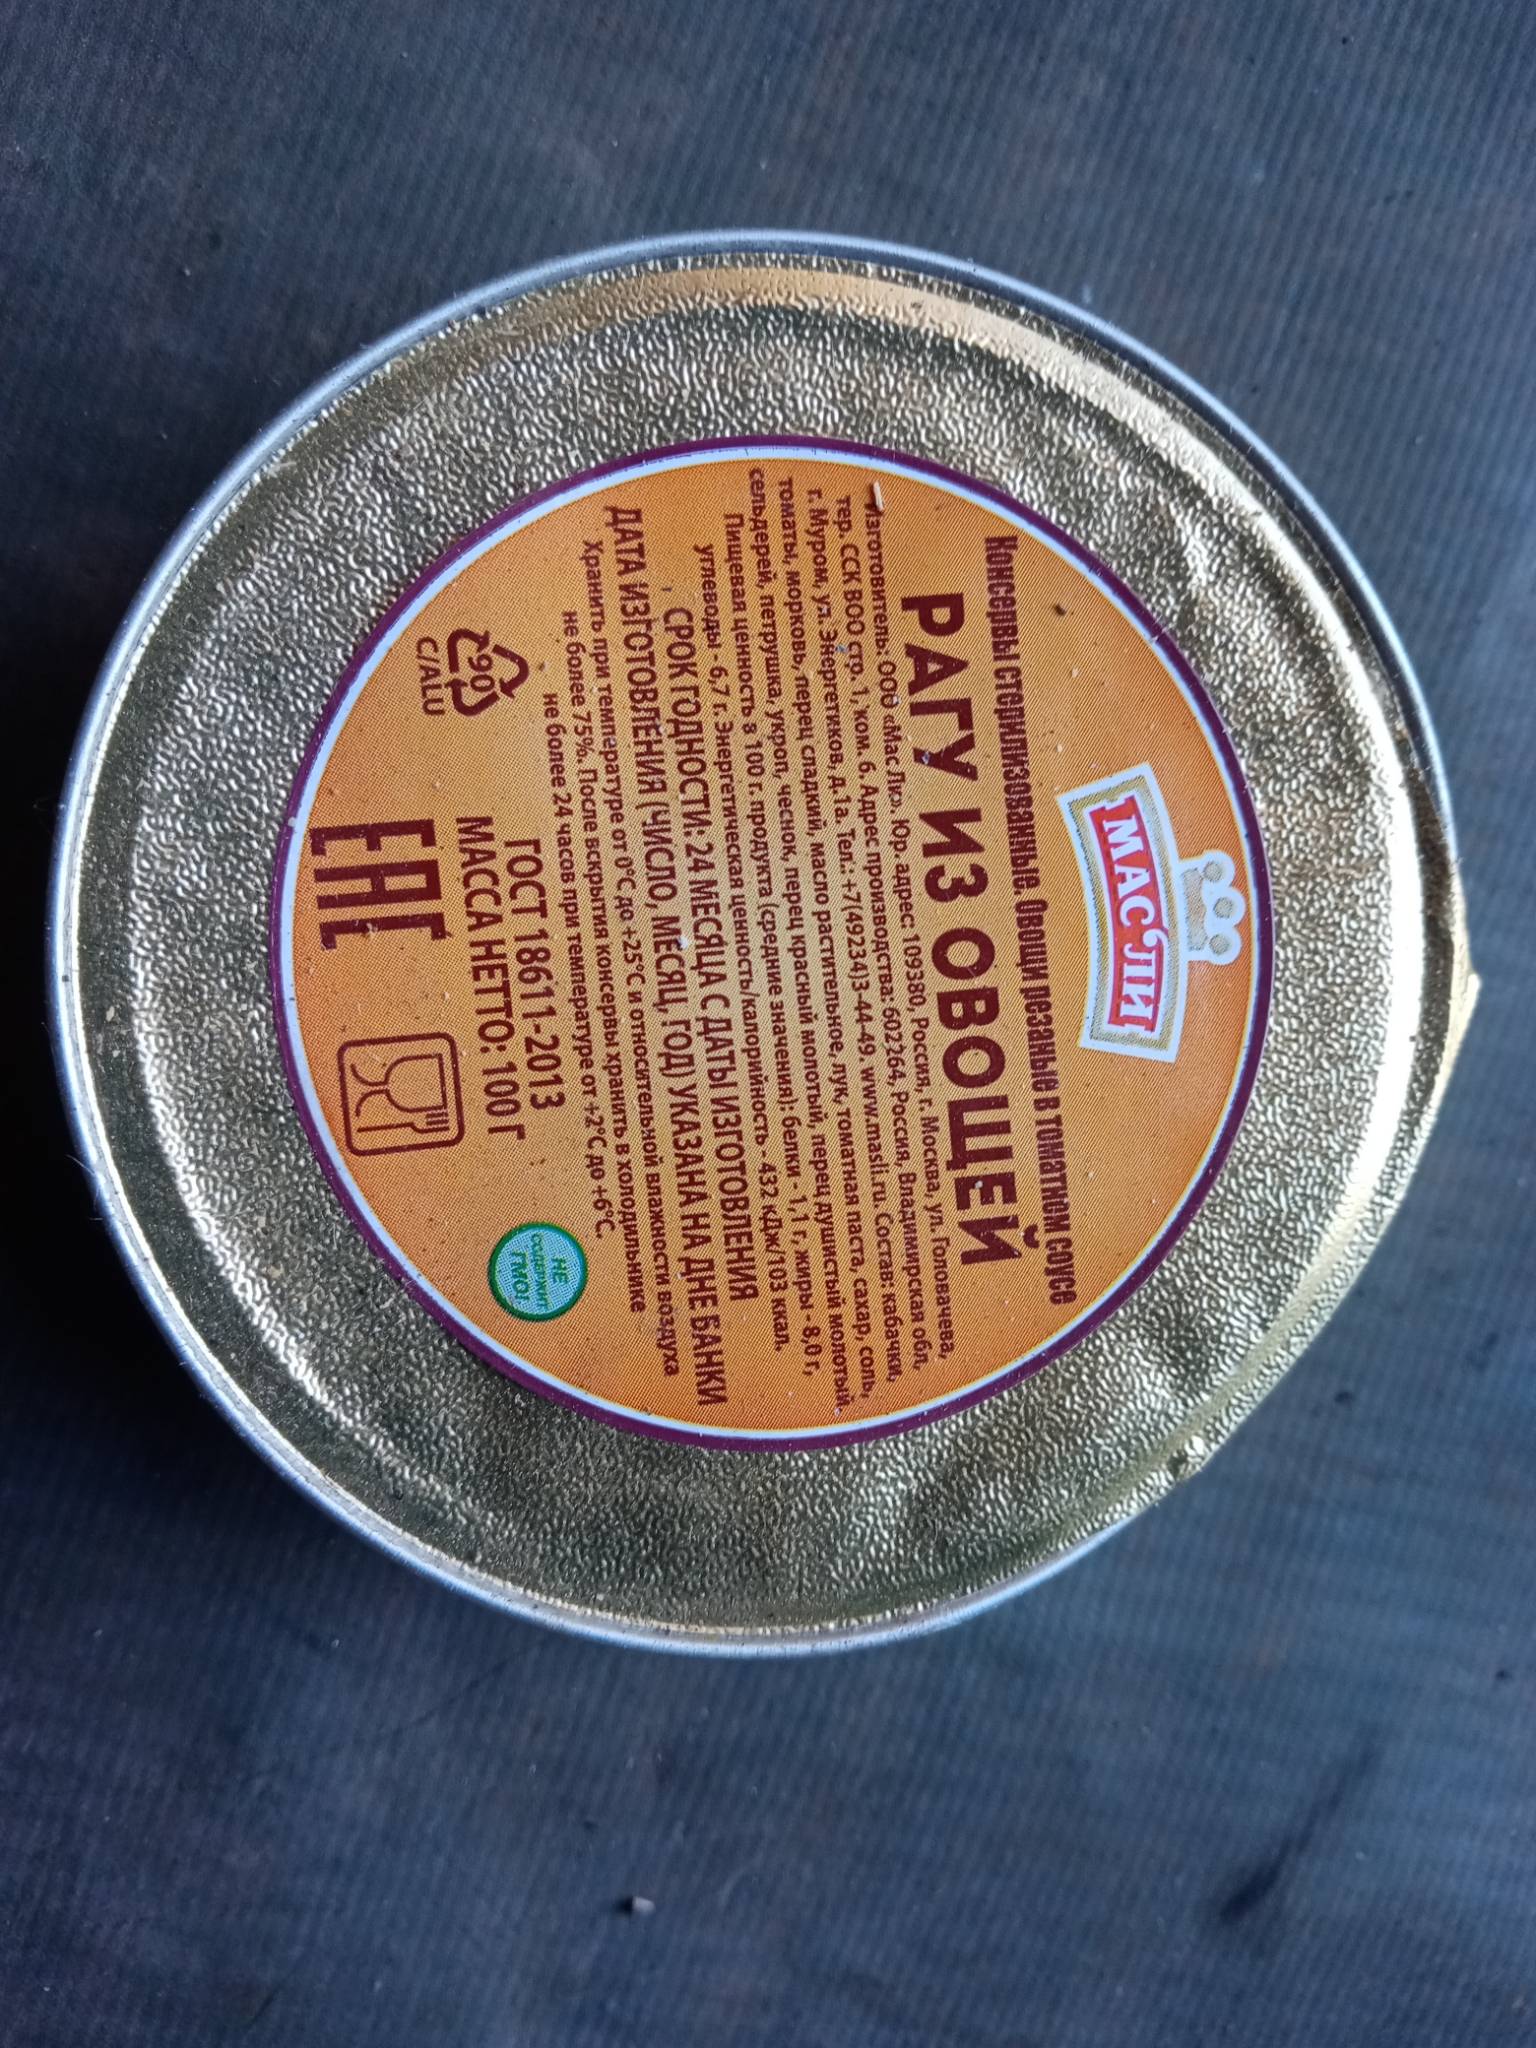 МАС'ЛИ
Консервы стерилизованные. Овощи резаные в томатном соусе
РАГУ ИЗ ОВОЩЕЙ
Изготовитель: ООО «Мас Ли». Юр. адрес: 109380, Россия, г. Москва, ул. Головачева,
тер. ССК ВОО стр. 1, ком. 6. Адрес производства: 602264, Россия, Владимирская обл,
г. Муром, ул. Энергетиков, д.1а. Тел.: +7(49234)3-44-49. www.masli.ru. Состав: кабачки,
томаты, морковь, перец сладкий, масло растительное, лук, томатная паста, сахар, соль,
сельдерей, петрушка, укроп, чеснок, перец красный молотый, перец душистый молотый.
Пищевая ценность в 100 г. продукта (средние значения): белки - 1,1 г, жиры - 8,0 г,
углеводы - 6,7 г. Энергетическая ценность/калорийность - 432 кДж/103 ккал.
СРОК ГОДНОСТИ: 24 МЕСЯЦА С ДАТЫ ИЗГОТОВЛЕНИЯ
ДАТА ИЗГОТОВЛЕНИЯ (ЧИСЛО, МЕСЯЦ, ГОД) УКАЗАНА НА ДНЕ БАНКИ
Хранить при температуре от 0°С до +25°С и относительной влажности воздуха
не более 75%. После вскрытия консервы хранить в холодильнике
не более 24 часов при температуре от +2°С до +6°С.
ГОСТ 18611-2013
МАССА НЕТТО: 100 Г
90
C/ALU
EAC
НЕ
СОДЕРЖИТ
ГМО!